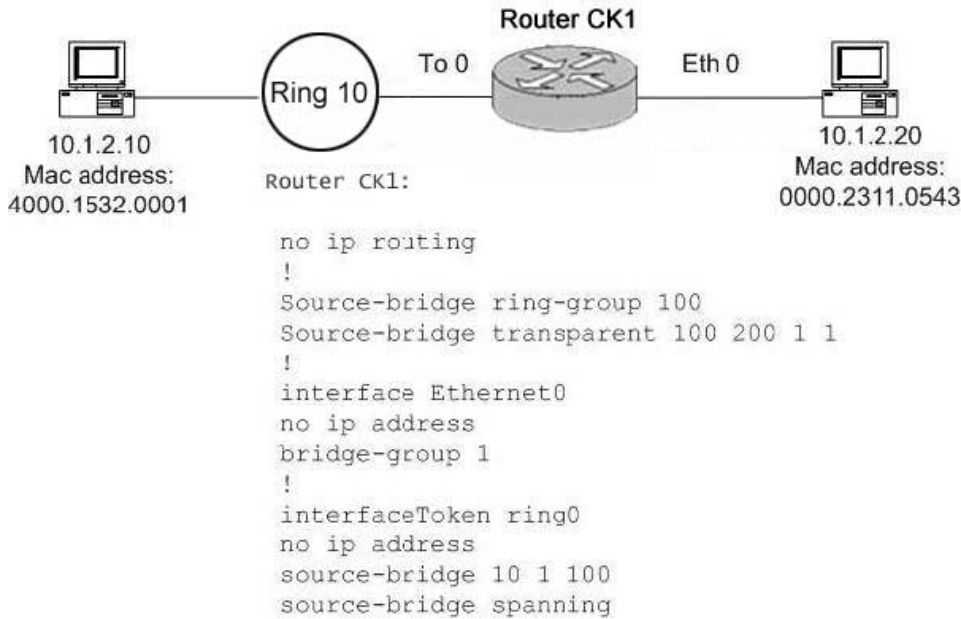 Router CK1
To 0
Eth 0
Ring 10
10.1.2.10
Mac address:
4000.1532.0001
10.1.2.20
Mac address:
0000.2311.0543
Router CK1:
no ip routing
!
Source-bridge ring-group 100
Source-bridge transparent 100 200 1 1
!
interface Ethernet0
no ip address
bridge-group 1
!
interfaceToken ring0
no ip address
source-bridge 10 1 100
source-bridge spanning